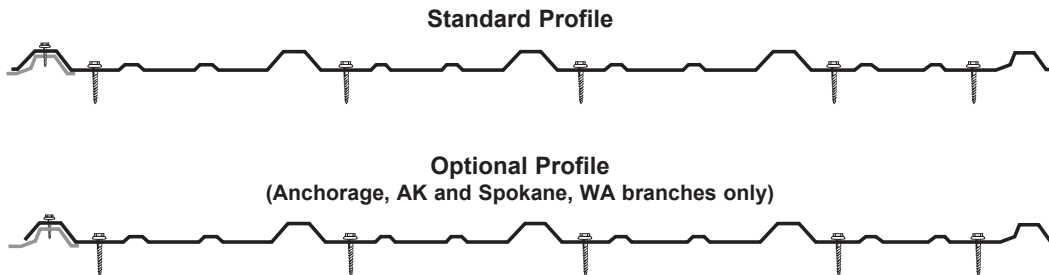 Standard Profile
Optional Profile
(Anchorage, AK and Spokane, WA branches only)